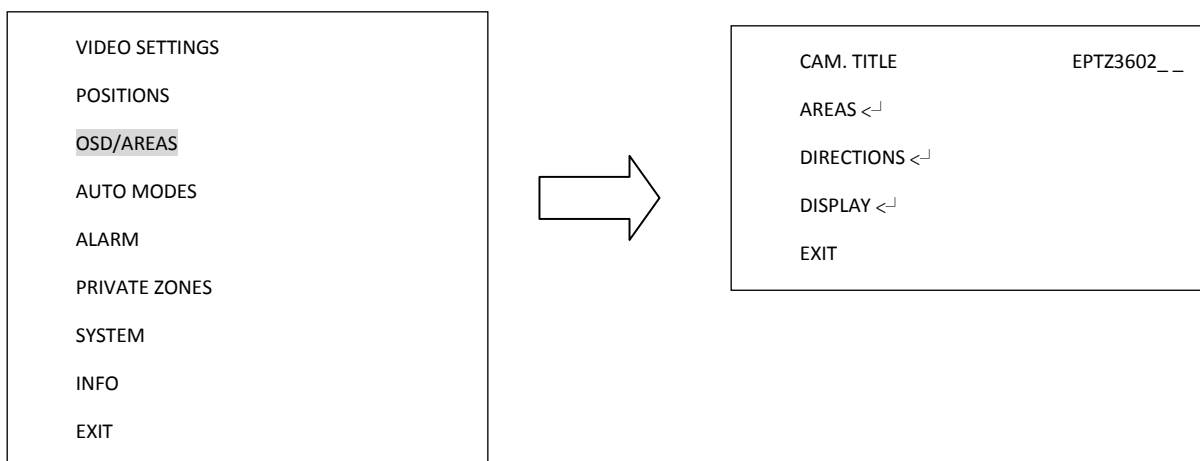 VIDEO SETTINGS
POSITIONS
OSD/AREAS
AUTO MODES
ALARM
PRIVATE ZONES
SYSTEM
INFO
EXIT
CAM. TITLE EPTZ3602_ _
AREAS <┘
DIRECTIONS <┘
DISPLAY <┘
EXIT